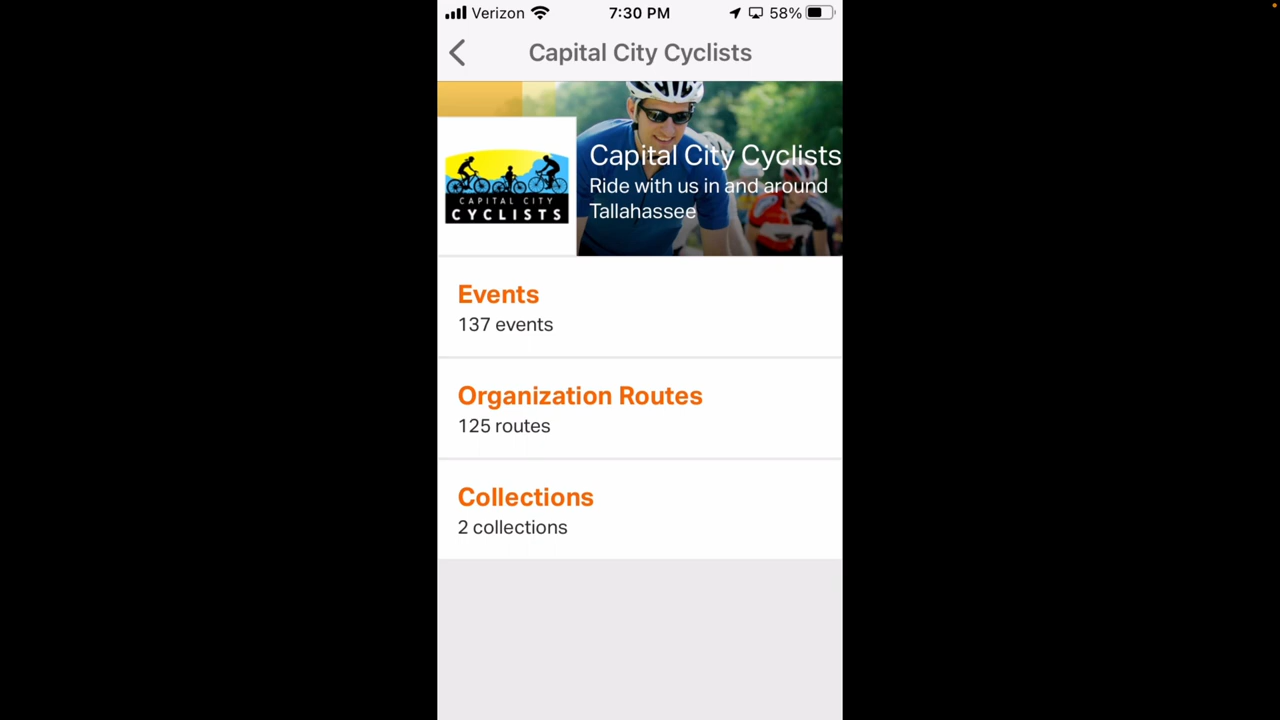 Verizon 7:30 PM 58%
Capital City Cyclists
Capital City Cyclists
Ride with us in and around
Tallahassee
CAPITAL CITY
CYCLISTS
Events
137 events
Organization Routes
125 routes
Collections
2 collections